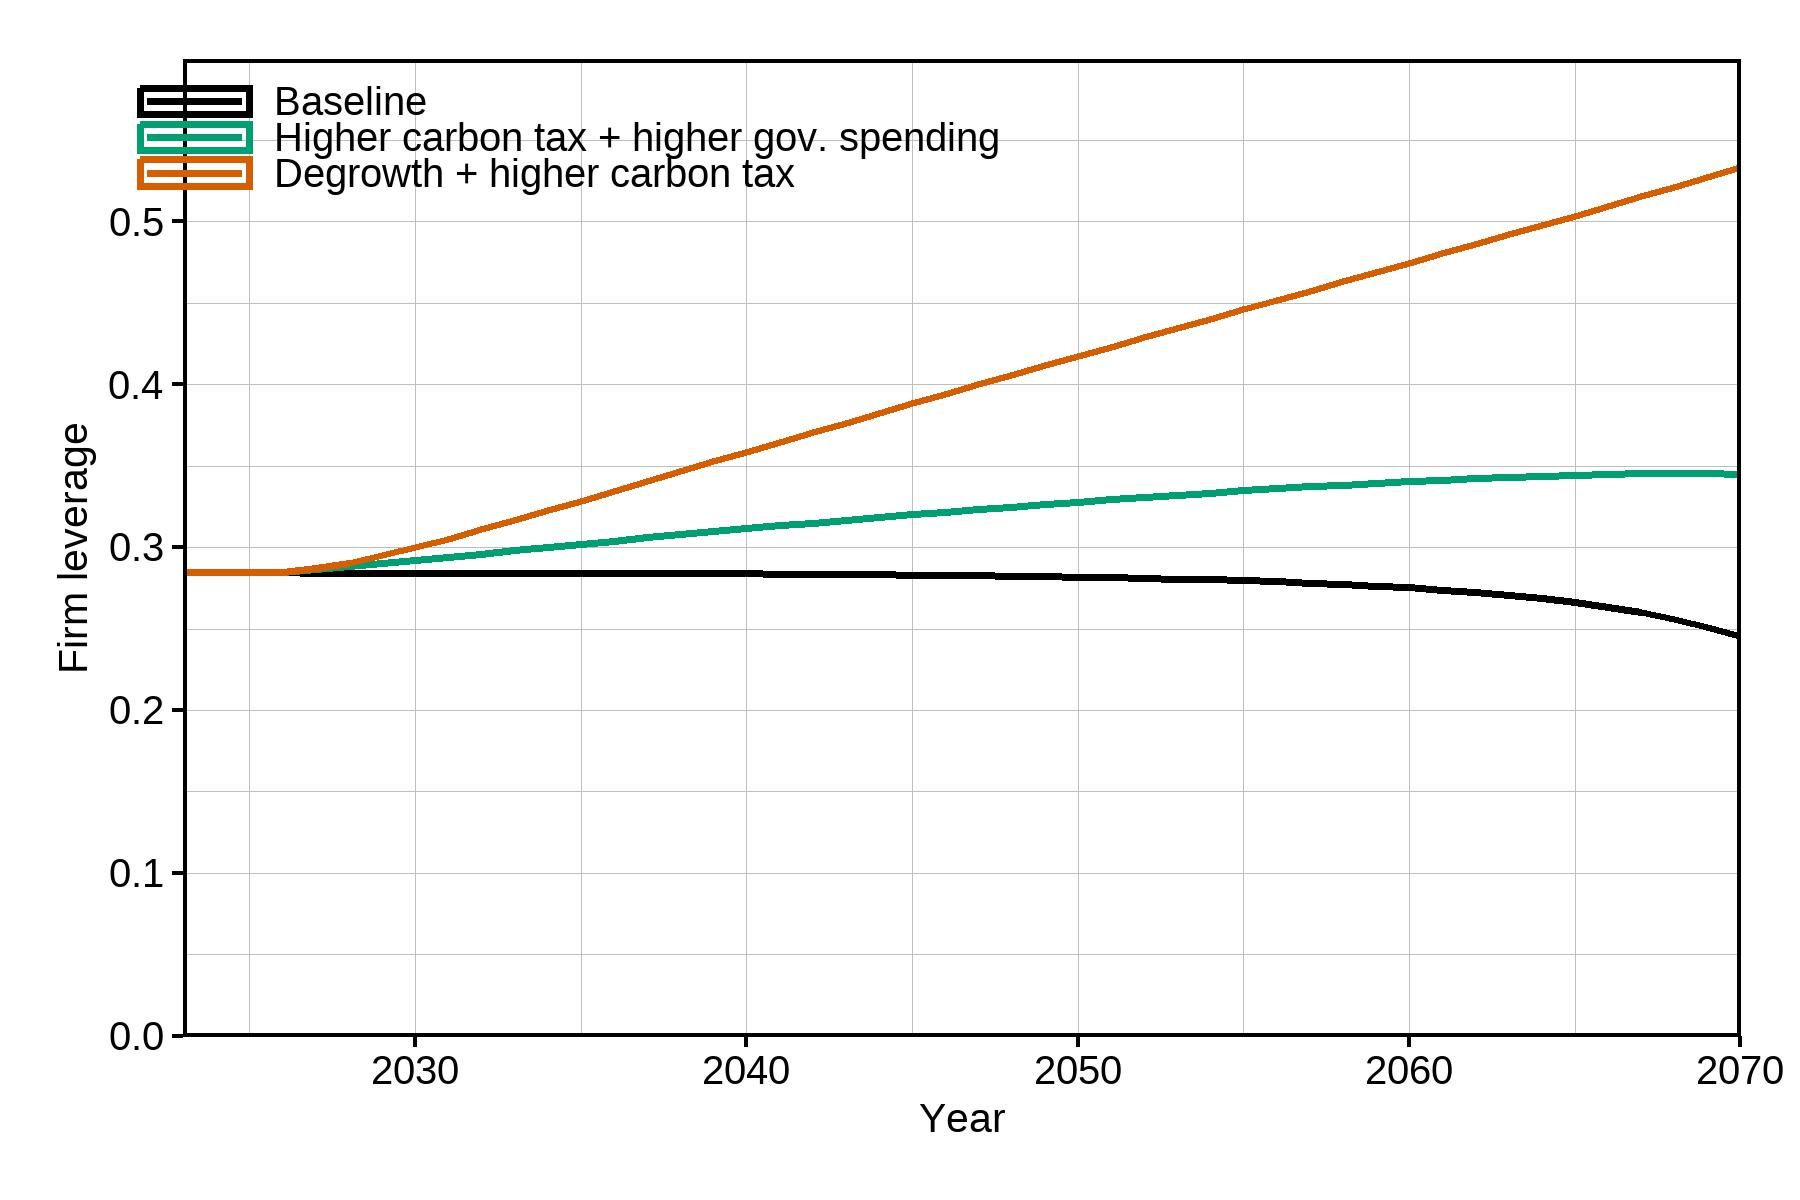 Baseline
Higher carbon tax + higher gov. spending
Degrowth + higher carbon tax
0.5
0.4
0.3
0.2
0.1
0.0
Firm leverage
2030 2040 2050 2060 2070
Year